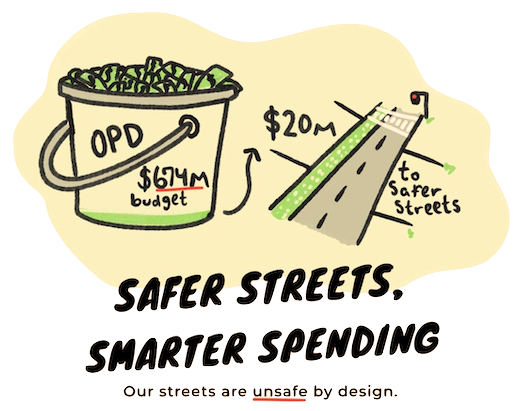 OPD
$674M
budget
$20M
to
Safer
Streets
SAFER STREETS,
SMARTER SPENDING
Our streets are unsafe by design.